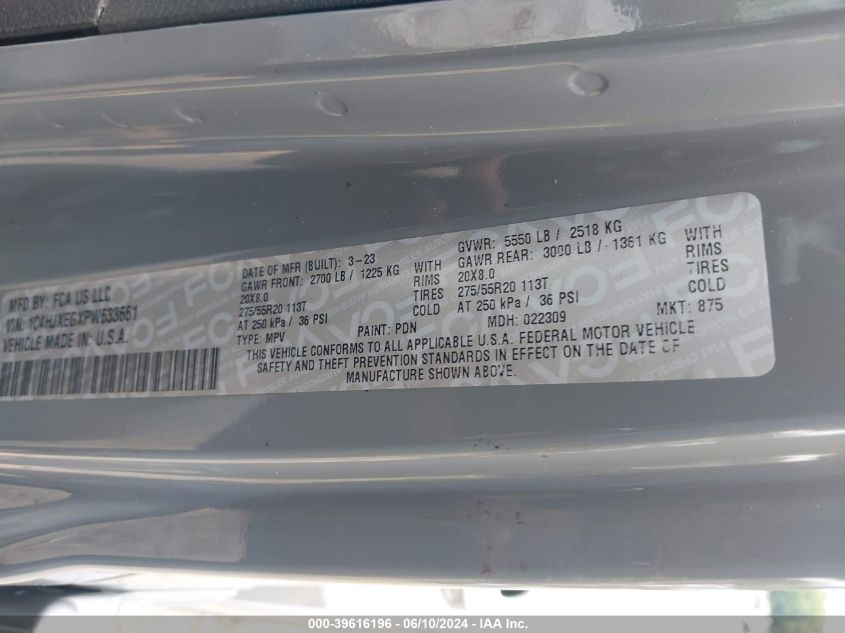 MFD BY: FCA US LLC
DATE OF MFR (BUILT): 3-23
GVWR: 5550 LB / 2518 KG
GAWR FRONT: 2700 LB / 1225 KG WITH
20X8.0 RIMS
275/55R20 113T TIRES
AT 250 kPa / 36 PSI COLD
GAWR REAR: 3000 LB / 1361 KG WITH
20X8.0 RIMS
275/55R20 113T TIRES
AT 250 kPa / 36 PSI COLD
VIN: 1C4HJXEGXPW633661
VEHICLE MADE IN: U.S.A.
TYPE: MPV PAINT: PDN MDH: 022309 MKT: 875
THIS VEHICLE CONFORMS TO ALL APPLICABLE U.S.A. FEDERAL MOTOR VEHICLE
SAFETY AND THEFT PREVENTION STANDARDS IN EFFECT ON THE DATE OF
MANUFACTURE SHOWN ABOVE.
000-39616196 - 06/10/2024 - IAA Inc.